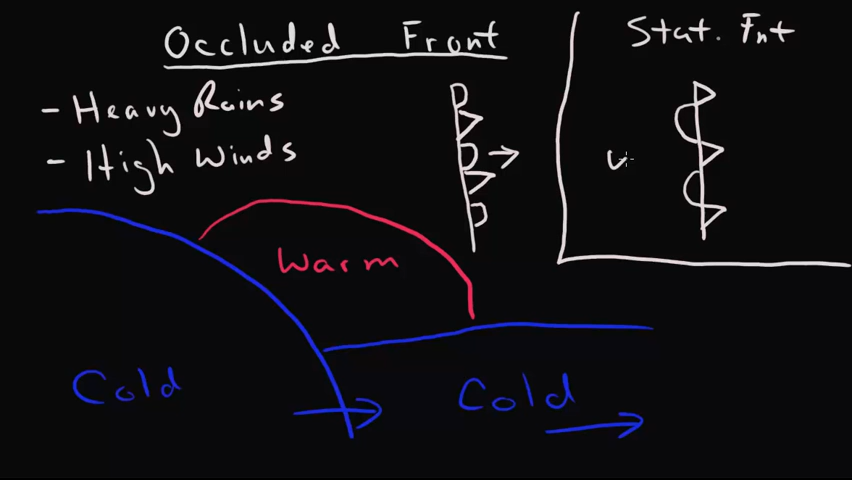 Occluded Front
- Heavy Rains
- High Winds
Stat. Fnt
Warm
Cold
Cold